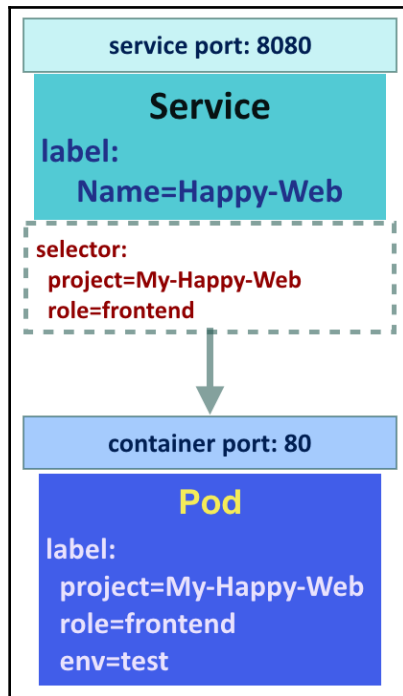 service port: 8080
Service
label:
Name=Happy-Web
selector:
project=My-Happy-Web
role=frontend
container port: 80
Pod
label:
project=My-Happy-Web
role=frontend
env=test